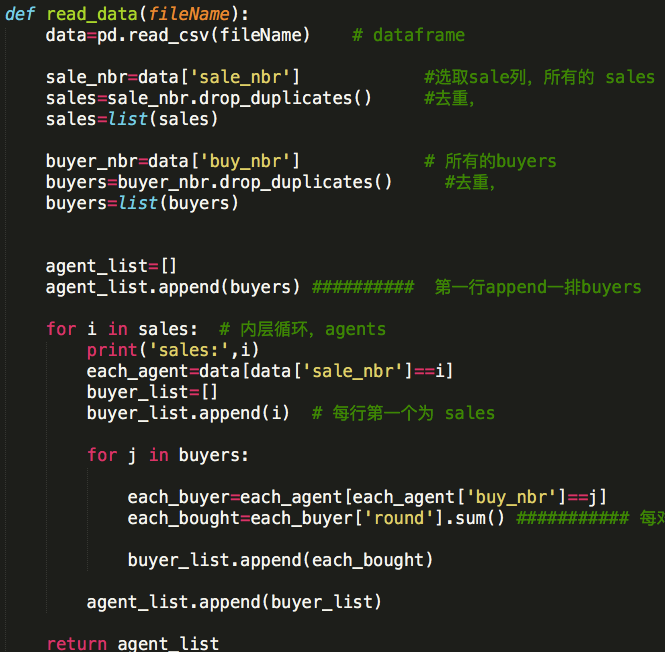 def read_data(fileName):
    data=pd.read_csv(fileName)    # dataframe
    sale_nbr=data['sale_nbr']            #选取sale列，所有的 sales
    sales=sale_nbr.drop_duplicates()     #去重，
    sales=list(sales)
    buyer_nbr=data['buy_nbr']            # 所有的buyers
    buyers=buyer_nbr.drop_duplicates()     #去重，
    buyers=list(buyers)
    agent_list=[]
    agent_list.append(buyers) ##########  第一行append一排buyers
    for i in sales:  # 内层循环，agents
        print('sales:',i)
        each_agent=data[data['sale_nbr']==i]
        buyer_list=[]
        buyer_list.append(i)  # 每行第一个为 sales
        for j in buyers:
            each_buyer=each_agent[each_agent['buy_nbr']==j]
            each_bought=each_buyer['round'].sum() ########### 每
            buyer_list.append(each_bought)
        agent_list.append(buyer_list)
    return agent_list